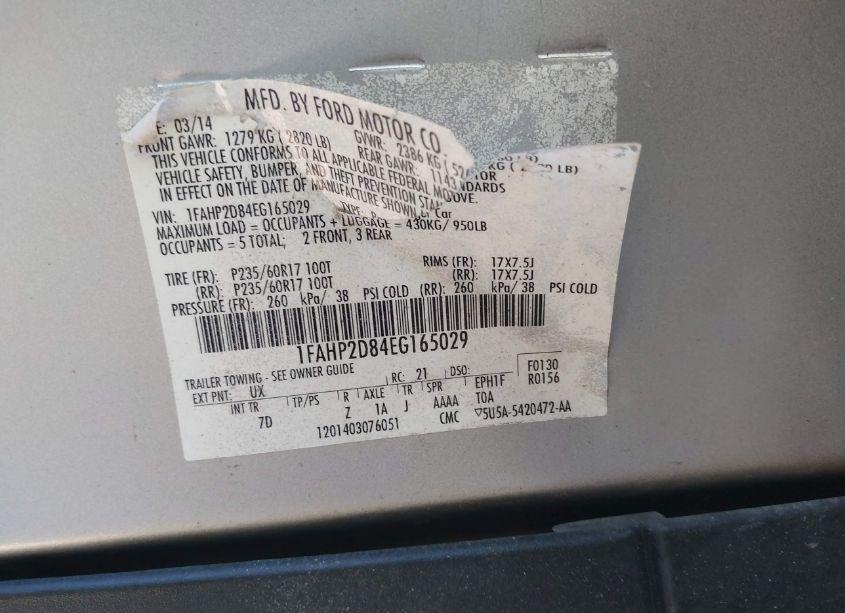 MFD. BY FORD MOTOR CO.
E: 03/14 GVWR: 2386 KG
FRONT GAWR: 1279 KG ( 2820 LB) REAR GAWR: 1143 KG ( LB)
THIS VEHICLE CONFORMS TO ALL APPLICABLE FEDERAL MOTOR
VEHICLE SAFETY, BUMPER, AND THEFT PREVENTION STANDARDS
IN EFFECT ON THE DATE OF MANUFACTURE SHOWN ABOVE.
VIN: 1FAHP2D84EG165029 TYPE: Car
MAXIMUM LOAD = OCCUPANTS + LUGGAGE = 430KG/ 950LB
OCCUPANTS = 5 TOTAL; 2 FRONT, 3 REAR
TIRE (FR): P235/60R17 100T RIMS (FR): 17X7.5J
(RR): P235/60R17 100T (RR): 17X7.5J
PRESSURE (FR): 260 kPa/ 38 PSI COLD (RR): 260 kPa/ 38 PSI COLD
1FAHP2D84EG165029
TRAILER TOWING - SEE OWNER GUIDE
EXT PNT: UX RC: 21 DSO: F0130
INT TR TP/PS R AXLE TR SPR EPH1F R0156
7D Z 1A J AAAA TOA
1201403076051 CMC ▽5U5A-5420472-AA